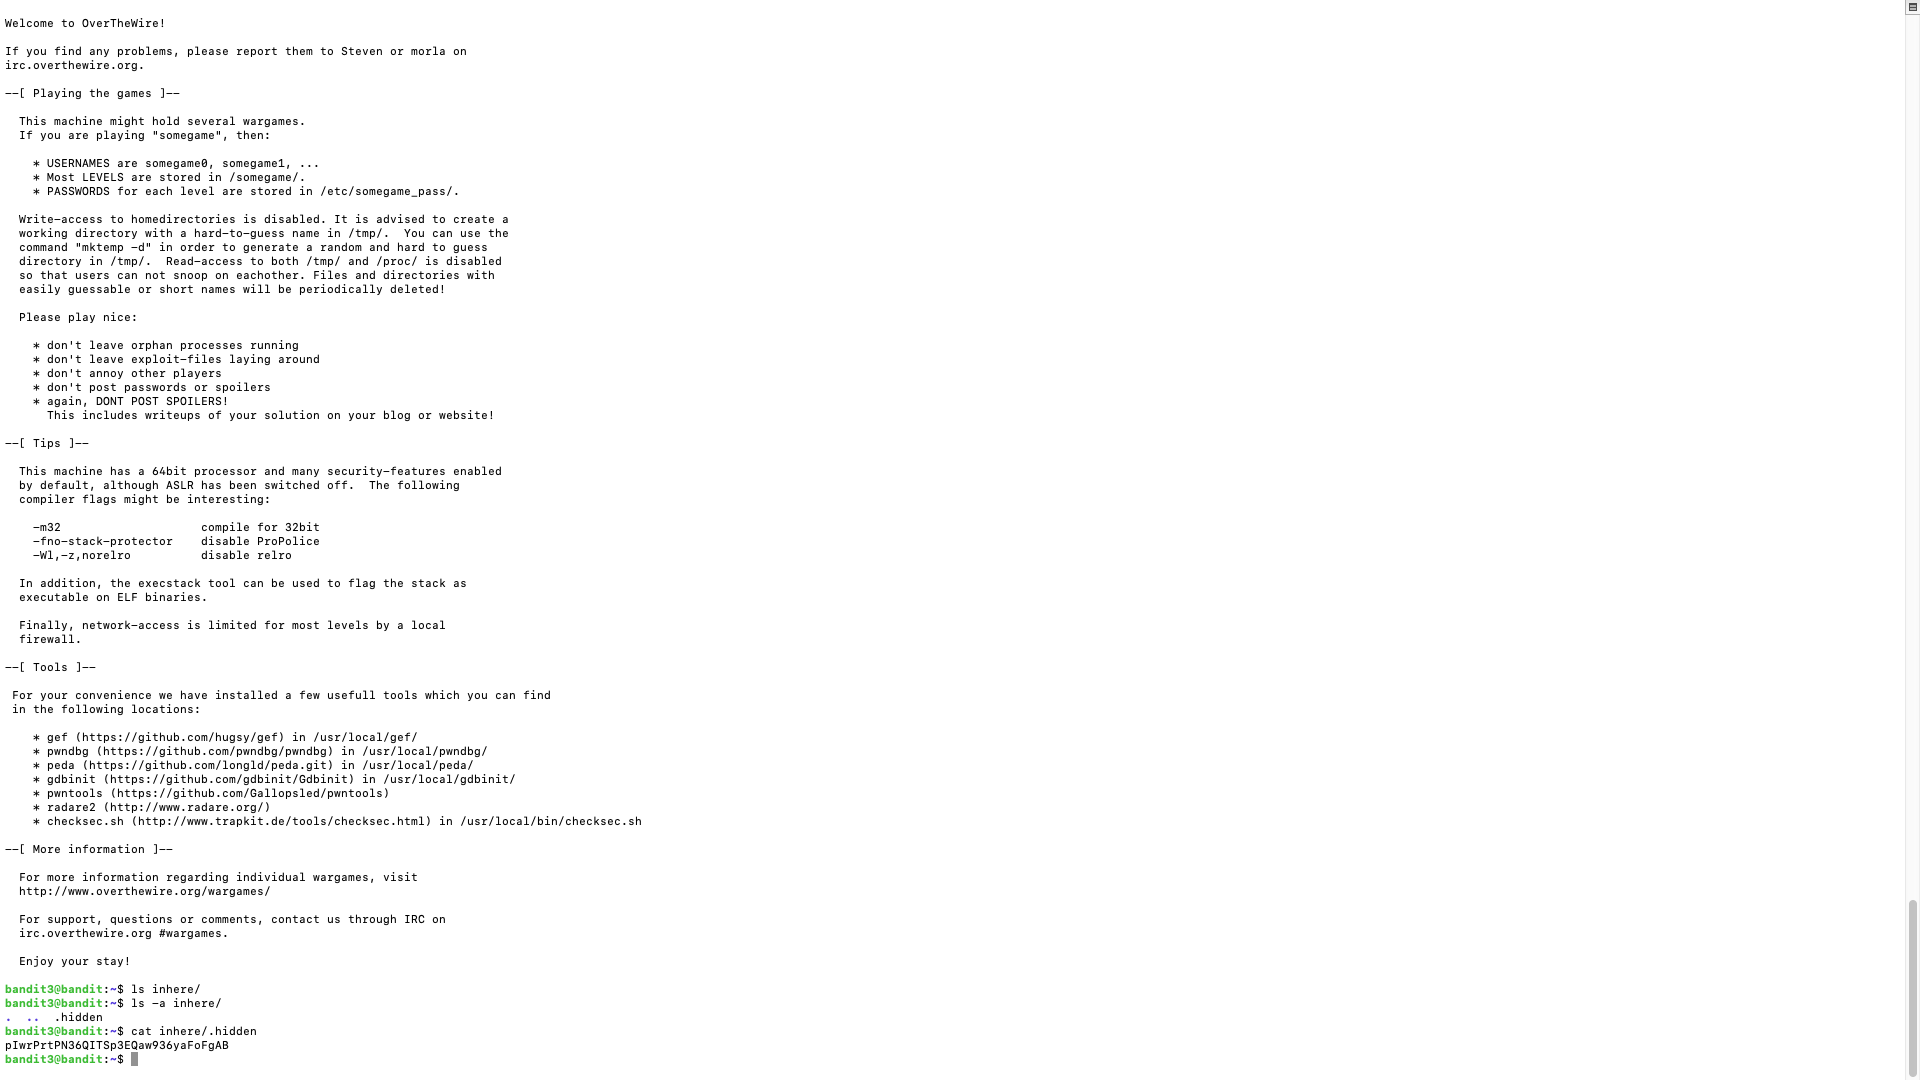 Welcome to OverTheWire!
If you find any problems, please report them to Steven or morla on
irc.overthewire.org.
--[ Playing the games ]--
This machine might hold several wargames.
If you are playing "somegame", then:
* USERNAMES are somegame0, somegame1, ...
* Most LEVELS are stored in /somegame/.
* PASSWORDS for each level are stored in /etc/somegame_pass/.
Write-access to homedirectories is disabled. It is advised to create a
working directory with a hard-to-guess name in /tmp/.  You can use the
command "mktemp -d" in order to generate a random and hard to guess
directory in /tmp/.  Read-access to both /tmp/ and /proc/ is disabled
so that users can not snoop on eachother. Files and directories with
easily guessable or short names will be periodically deleted!
Please play nice:
* don't leave orphan processes running
* don't leave exploit-files laying around
* don't annoy other players
* don't post passwords or spoilers
* again, DONT POST SPOILERS!
This includes writeups of your solution on your blog or website!
--[ Tips ]--
This machine has a 64bit processor and many security-features enabled
by default, although ASLR has been switched off.  The following
compiler flags might be interesting:
-m32                    compile for 32bit
-fno-stack-protector    disable ProPolice
-Wl,-z,norelro          disable relro
In addition, the execstack tool can be used to flag the stack as
executable on ELF binaries.
Finally, network-access is limited for most levels by a local
firewall.
--[ Tools ]--
For your convenience we have installed a few usefull tools which you can find
in the following locations:
* gef (https://github.com/hugsy/gef) in /usr/local/gef/
* pwndbg (https://github.com/pwndbg/pwndbg) in /usr/local/pwndbg/
* peda (https://github.com/longld/peda.git) in /usr/local/peda/
* gdbinit (https://github.com/gdbinit/Gdbinit) in /usr/local/gdbinit/
* pwntools (https://github.com/Gallopsled/pwntools)
* radare2 (http://www.radare.org/)
* checksec.sh (http://www.trapkit.de/tools/checksec.html) in /usr/local/bin/checksec.sh
--[ More information ]--
For more information regarding individual wargames, visit
http://www.overthewire.org/wargames/
For support, questions or comments, contact us through IRC on
irc.overthewire.org #wargames.
Enjoy your stay!
bandit3@bandit:~$ ls inhere/
bandit3@bandit:~$ ls -a inhere/
.  ..  .hidden
bandit3@bandit:~$ cat inhere/.hidden
pIwrPrtPN36QITSp3EQaw936yaFoFgAB
bandit3@bandit:~$